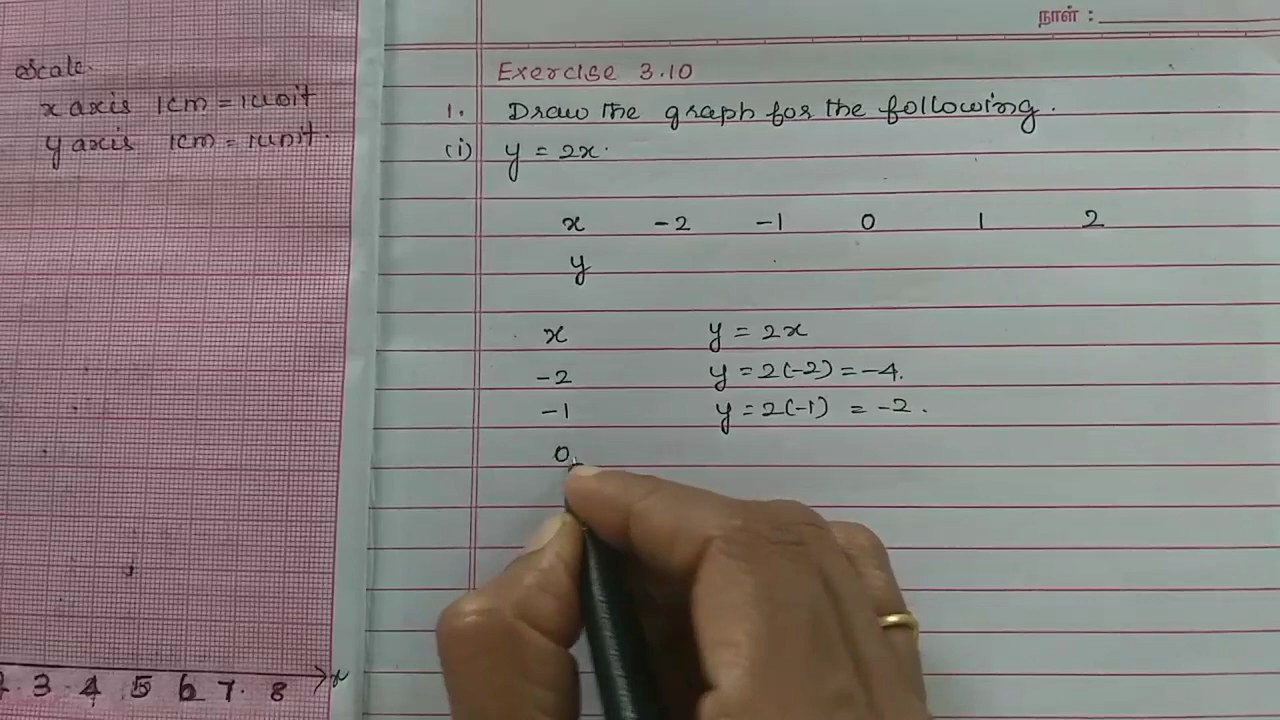 நாள் :
Scale.
x axis 1cm = 1unit
y axis 1cm = 1unit.
Exercise 3.10
1. Draw the graph for the following.
(i) y = 2x.
x -2 -1 0 1 2
y
x y = 2x
-2 y = 2(-2) = -4.
-1 y = 2(-1) = -2.
0
3 4 5 6 7 8 x